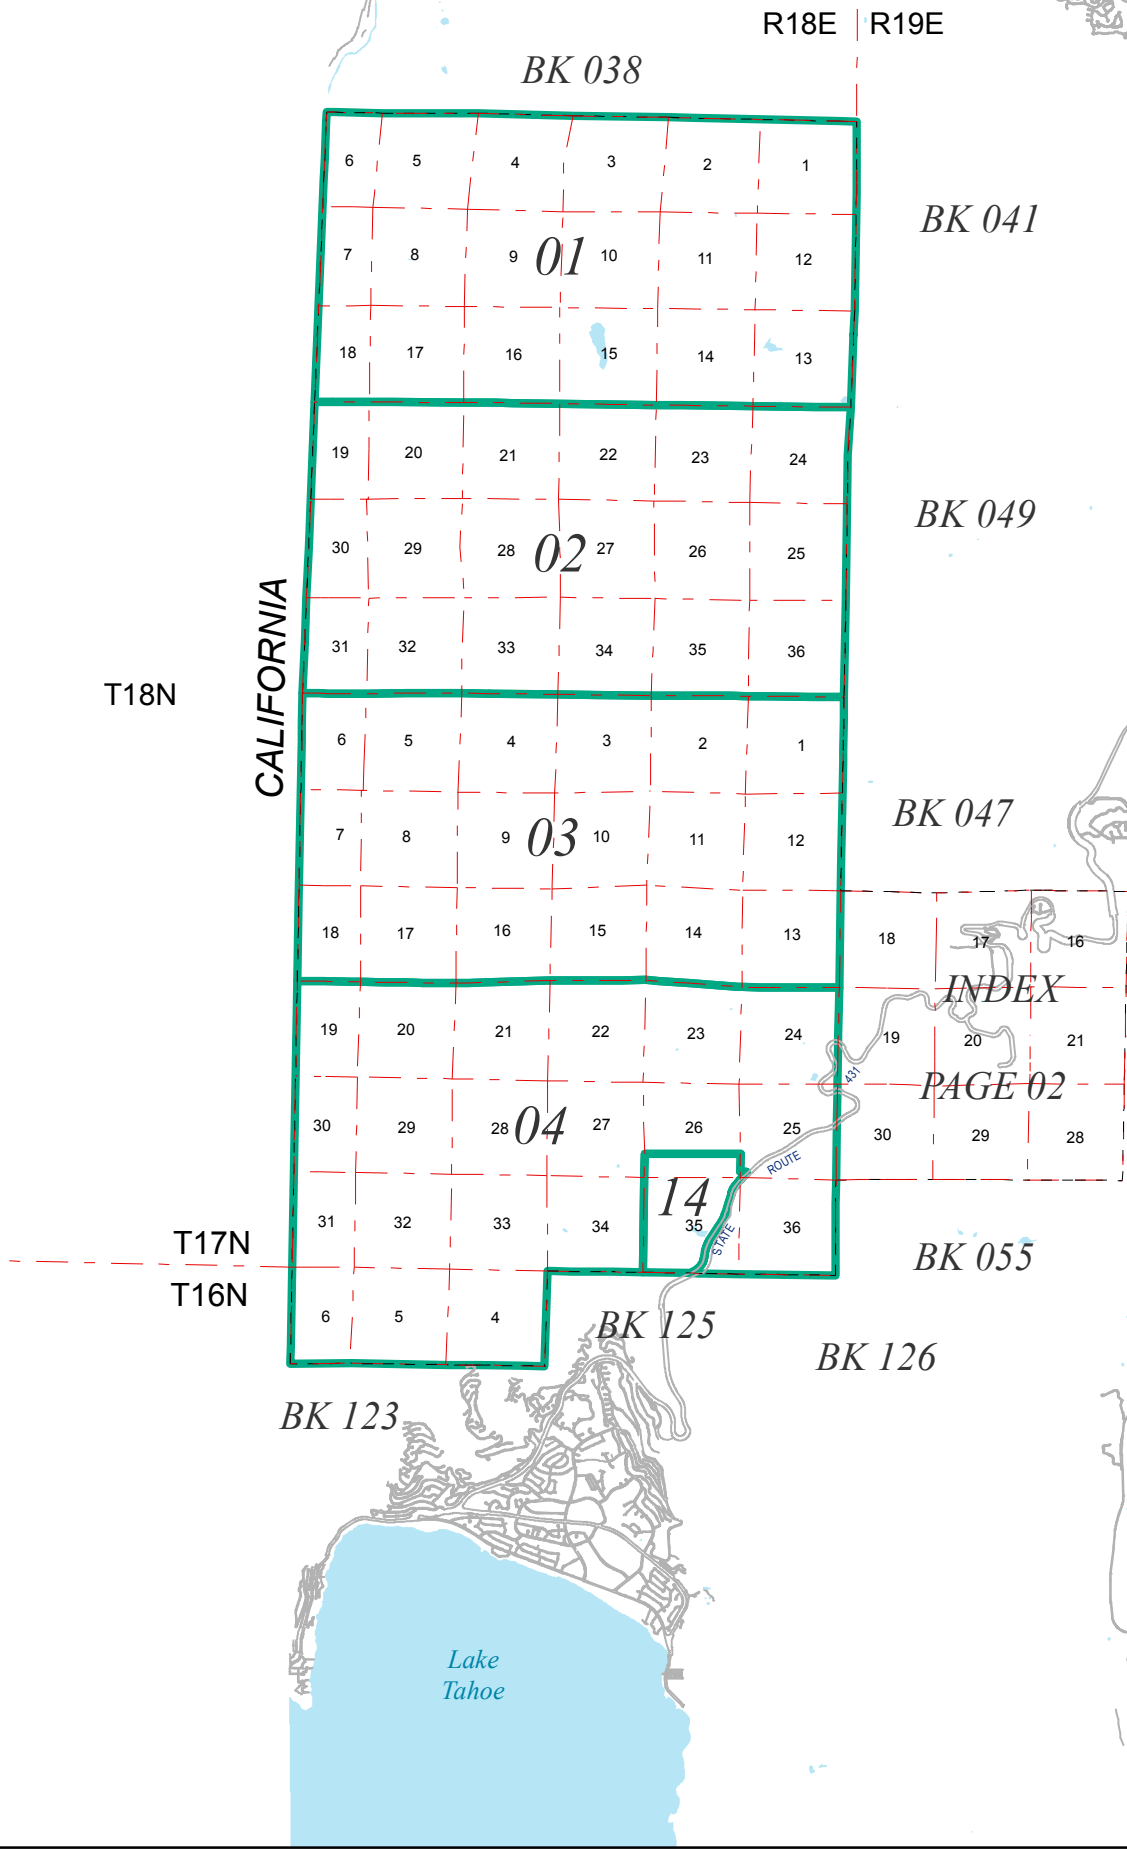 R18E R19E
BK 038
6 5 4 3 2 1
BK 041
7 8 9 01 10 11 12
18 17 16 15 14 13
19 20 21 22 23 24
BK 049
30 29 28 02 27 26 25
CALIFORNIA
31 32 33 34 35 36
T18N
6 5 4 3 2 1
BK 047
7 8 9 03 10 11 12
18 17 16 15 14 13 18 17 16
INDEX
19 20 21 22 23 24 19 20 21
431
PAGE 02
30 29 28 04 27 26 25 30 29 28
ROUTE
14
31 32 33 34 35 36
STATE
T17N
BK 055
T16N
6 5 4
BK 125
BK 126
BK 123
Lake
Tahoe